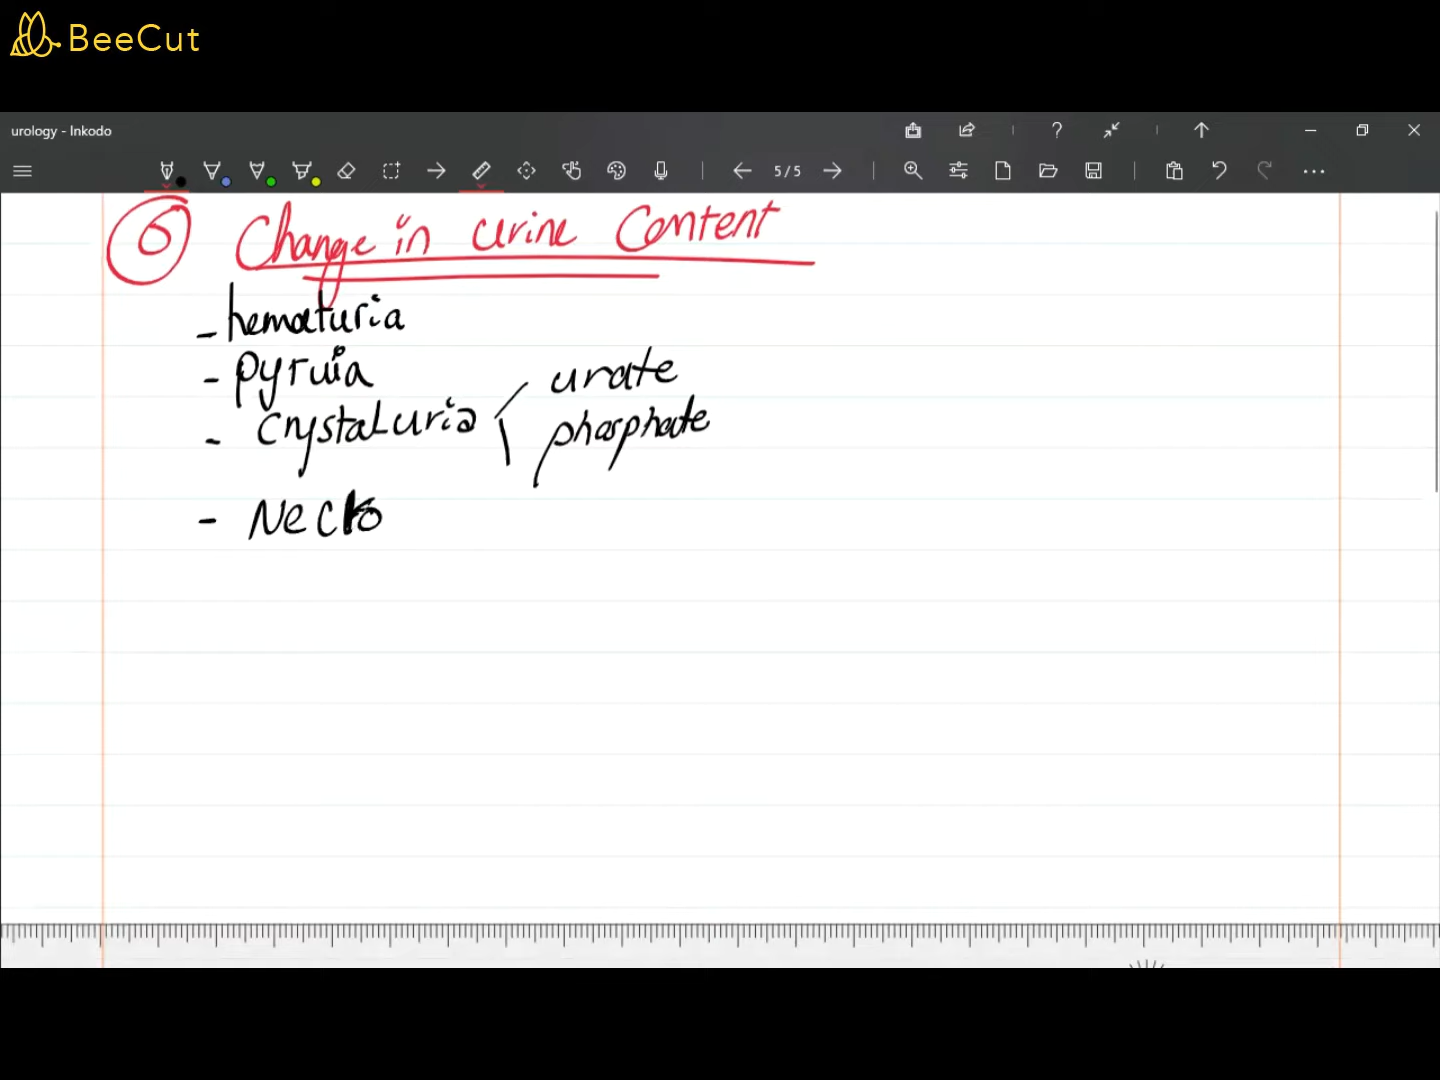 BeeCut
urology - Inkodo
5 / 5
6 Change in urine Content
- hematuria
- pyruia
- crystaluria urate
phosphate
- Necro